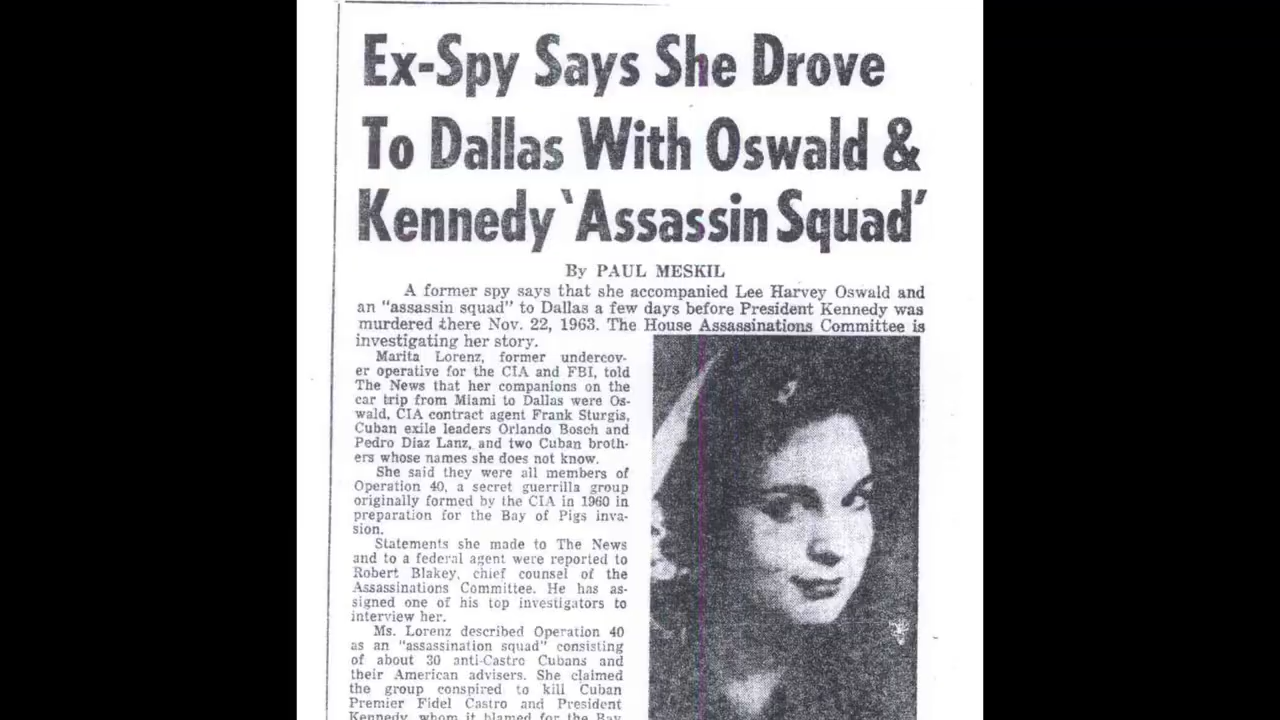 Ex-Spy Says She Drove
To Dallas With Oswald &
Kennedy 'Assassin Squad'
By PAUL MESKIL
A former spy says that she accompanied Lee Harvey Oswald and
an "assassin squad" to Dallas a few days before President Kennedy was
murdered there Nov. 22, 1963. The House Assassinations Committee is
investigating her story.
Marita Lorenz, former undercov-
er operative for the CIA and FBI, told
The News that her companions on the
car trip from Miami to Dallas were Os-
wald, CIA contract agent Frank Sturgis,
Cuban exile leaders Orlando Bosch and
Pedro Diaz Lanz, and two Cuban broth-
ers whose names she does not know.
She said they were all members of
Operation 40, a secret guerrilla group
originally formed by the CIA in 1960 in
preparation for the Bay of Pigs inva-
sion.
Statements she made to The News
and to a federal agent were reported to
Robert Blakey, chief counsel of the
Assassinations Committee. He has as-
signed one of his top investigators to
interview her.
Ms. Lorenz described Operation 40
as an "assassination squad" consisting
of about 30 anti-Castro Cubans and
their American advisers. She claimed
the group conspired to kill Cuban
Premier Fidel Castro and President
Kennedy, whom it blamed for the Bay